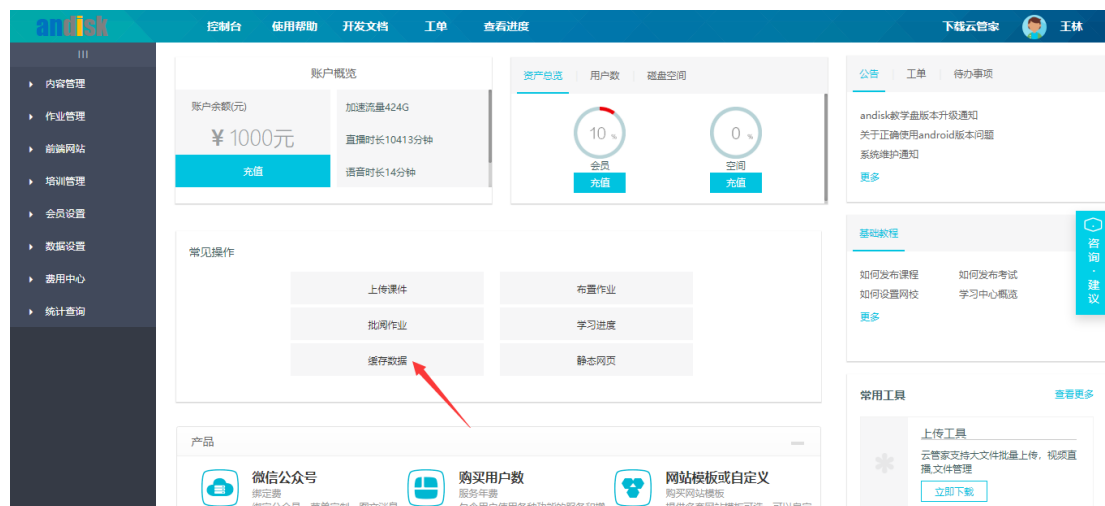 andisk
控制台 使用帮助 开发文档 工单 查看进度 下载云管家 王林
内容管理
作业管理
前端网站
培训管理
会员设置
数据设置
费用中心
统计查询
账户概览
账户余额(元)
¥ 1000元
充值
加速流量424G
直播时长10413分钟
语音时长14分钟
资产总览 用户数 磁盘空间
10 %
会员
充值
0 %
空间
充值
公告 工单 待办事项
andisk教学盘版本升级通知
关于正确使用android版本问题
系统维护通知
更多
常见操作
上传课件 布置作业
批阅作业 学习进度
缓存数据 静态网页
基础教程
如何发布课程 如何发布考试
如何设置网校 学习中心概览
更多
咨询·建议
常用工具 查看更多
上传工具
云管家支持大文件批量上传，视频直
播,文件管理
立即下载
产品
微信公众号
绑定费
购买用户数
服务年费
网站模板或自定义
购买网站模板